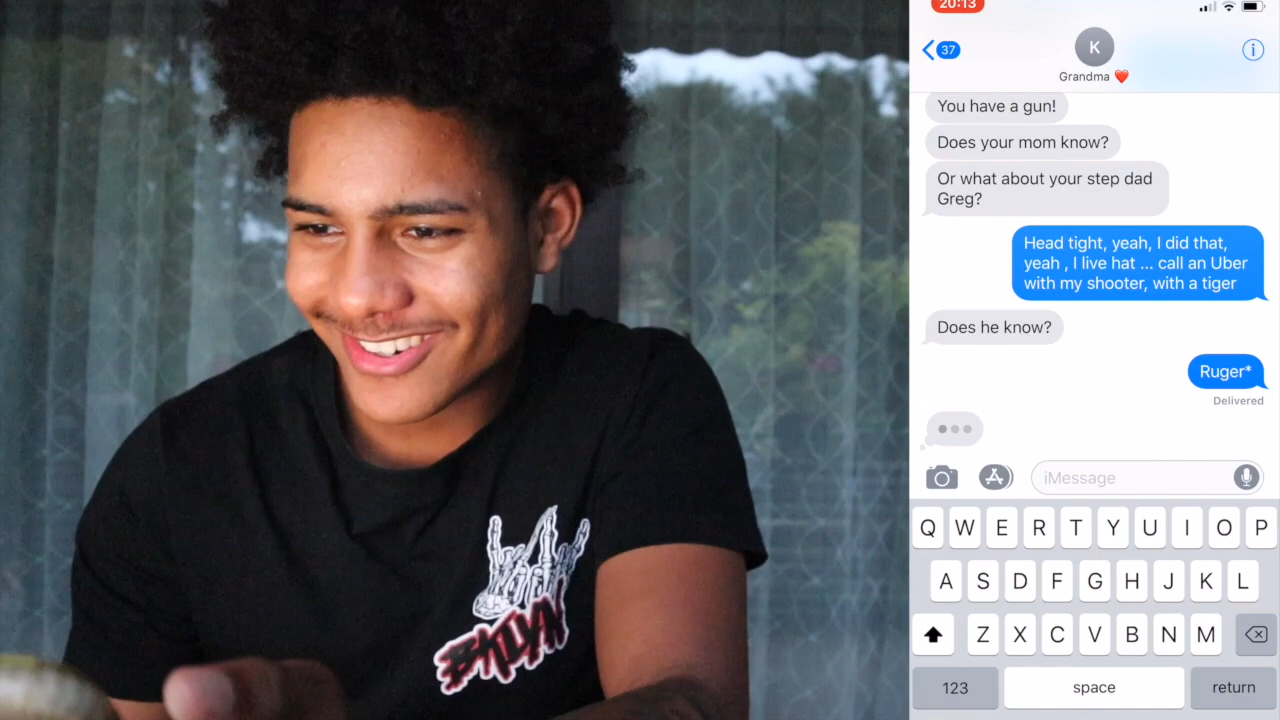 BKLYN
20:13
37
K
Grandma ❤️
You have a gun!
Does your mom know?
Or what about your step dad
Greg?
Head tight, yeah, I did that,
yeah , I live hat ... call an Uber
with my shooter, with a tiger
Does he know?
Ruger*
Delivered
iMessage
Q W E R T Y U I O P
A S D F G H J K L
Z X C V B N M
123 space return